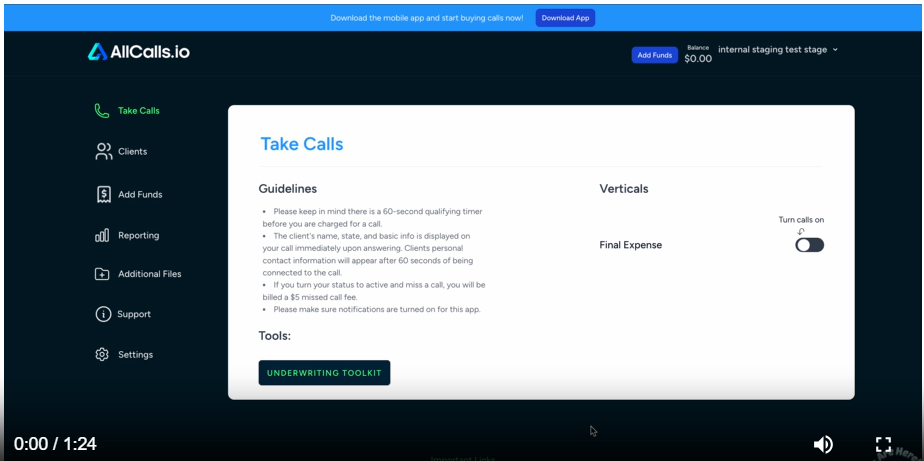 Download the mobile app and start buying calls now!
Download App
AllCalls.io
Add Funds
Balance
$0.00
internal staging test stage
Take Calls
Clients
Add Funds
Reporting
Additional Files
Support
Settings
Take Calls
Guidelines
• Please keep in mind there is a 60-second qualifying timer
before you are charged for a call.
• The client's name, state, and basic info is displayed on
your call immediately upon answering. Clients personal
contact information will appear after 60 seconds of being
connected to the call.
• If you turn your status to active and miss a call, you will be
billed a $5 missed call fee.
• Please make sure notifications are turned on for this app.
Tools:
UNDERWRITING TOOLKIT
Verticals
Turn calls on
Final Expense
0:00 / 1:24
Important Links
Are Here